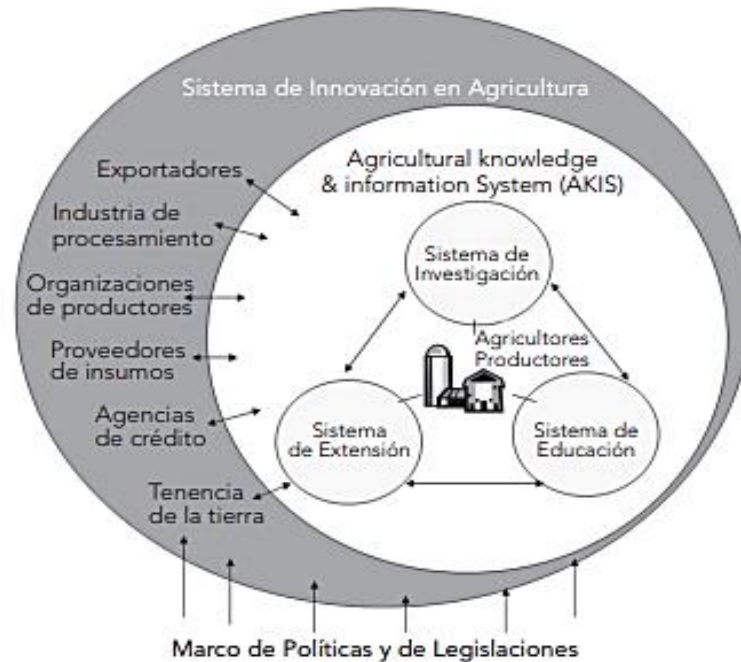 Sistema de Innovación en Agricultura
Agricultural knowledge
& information System (AKIS)
Exportadores
Industria de
procesamiento
Organizaciones
de productores
Proveedores
de insumos
Agencias
de crédito
Tenencia
de la tierra
Sistema de
Investigación
Agricultores
Productores
Sistema
de Extensión
Sistema de
Educación
Marco de Políticas y de Legislaciones